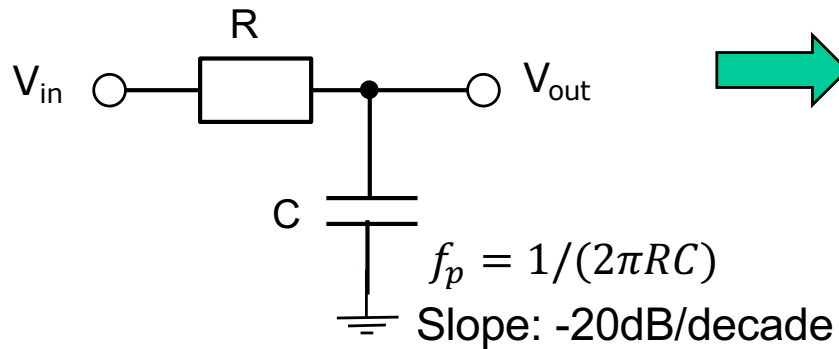 R
V_in
V_out
C
𝑓_𝑝 = 1/(2𝜋𝑅𝐶)
Slope: -20dB/decade